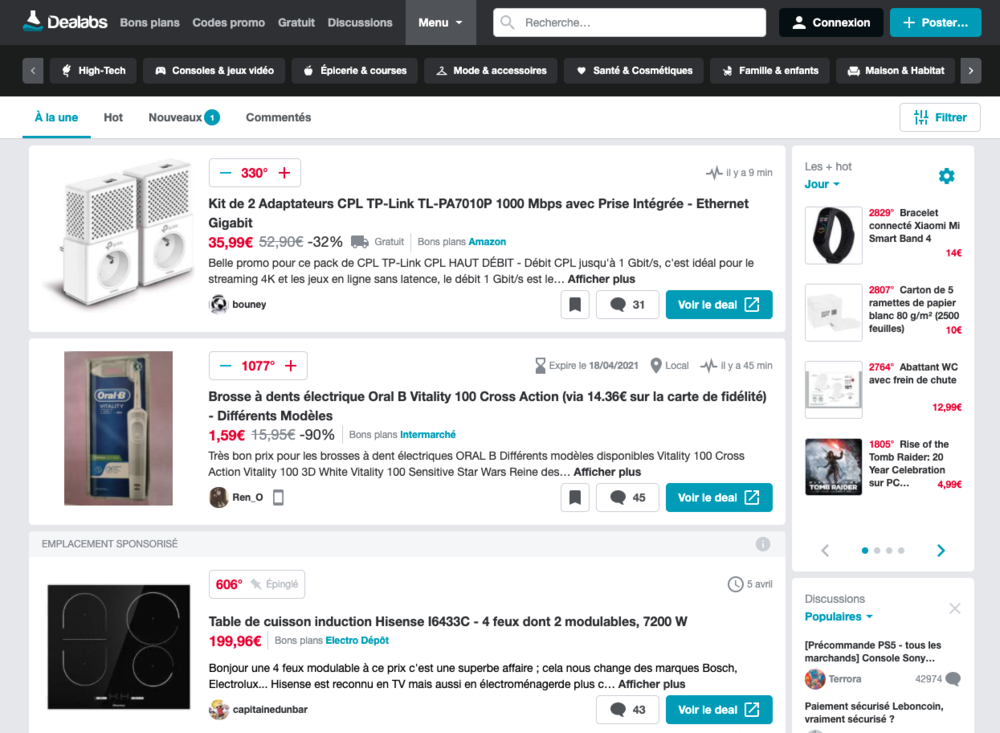 Dealabs
Bons plans
Codes promo
Gratuit
Discussions
Menu
Recherche...
Connexion
Poster...
High-Tech
Consoles & jeux vidéo
Épicerie & courses
Mode & accessoires
Santé & Cosmétiques
Famille & enfants
Maison & Habitat
À la une
Hot
Nouveaux 1
Commentés
Filtrer
330°
il y a 9 min
Kit de 2 Adaptateurs CPL TP-Link TL-PA7010P 1000 Mbps avec Prise Intégrée - Ethernet
Gigabit
35,99€ 52,90€ -32% Gratuit Bons plans Amazon
Belle promo pour ce pack de CPL TP-Link CPL HAUT DÉBIT - Débit CPL jusqu'à 1 Gbit/s, c'est idéal pour le
streaming 4K et les jeux en ligne sans latence, le débit 1 Gbit/s est le... Afficher plus
bouney
31
Voir le deal
1077°
Expire le 18/04/2021
Local
il y a 45 min
Brosse à dents électrique Oral B Vitality 100 Cross Action (via 14.36€ sur la carte de fidélité)
- Différents Modèles
1,59€ 15,95€ -90% Bons plans Intermarché
Très bon prix pour les brosses à dent électriques ORAL B Différents modèles disponibles Vitality 100 Cross
Action Vitality 100 3D White Vitality 100 Sensitive Star Wars Reine des... Afficher plus
Ren_O
45
Voir le deal
Oral-B
VITALITY
EMPLACEMENT SPONSORISÉ
606° Épinglé
5 avril
Table de cuisson induction Hisense I6433C - 4 feux dont 2 modulables, 7200 W
199,96€ Bons plans Electro Dépôt
Bonjour une 4 feux modulable à ce prix c'est une superbe affaire ; cela nous change des marques Bosch,
Electrolux... Hisense est reconnu en TV mais aussi en électroménagerde plus c... Afficher plus
capitainedunbar
43
Voir le deal
Les + hot
Jour
2829° Bracelet
connecté Xiaomi Mi
Smart Band 4
14€
2807° Carton de 5
ramettes de papier
blanc 80 g/m² (2500
feuilles)
10€
2764° Abattant WC
avec frein de chute
12,99€
1805° Rise of the
Tomb Raider: 20
Year Celebration
sur PC...
4,99€
TOMB RAIDER
Discussions
Populaires
[Précommande PS5 - tous les
marchands] Console Sony...
Terrora
42974
Paiement sécurisé Leboncoin,
vraiment sécurisé ?